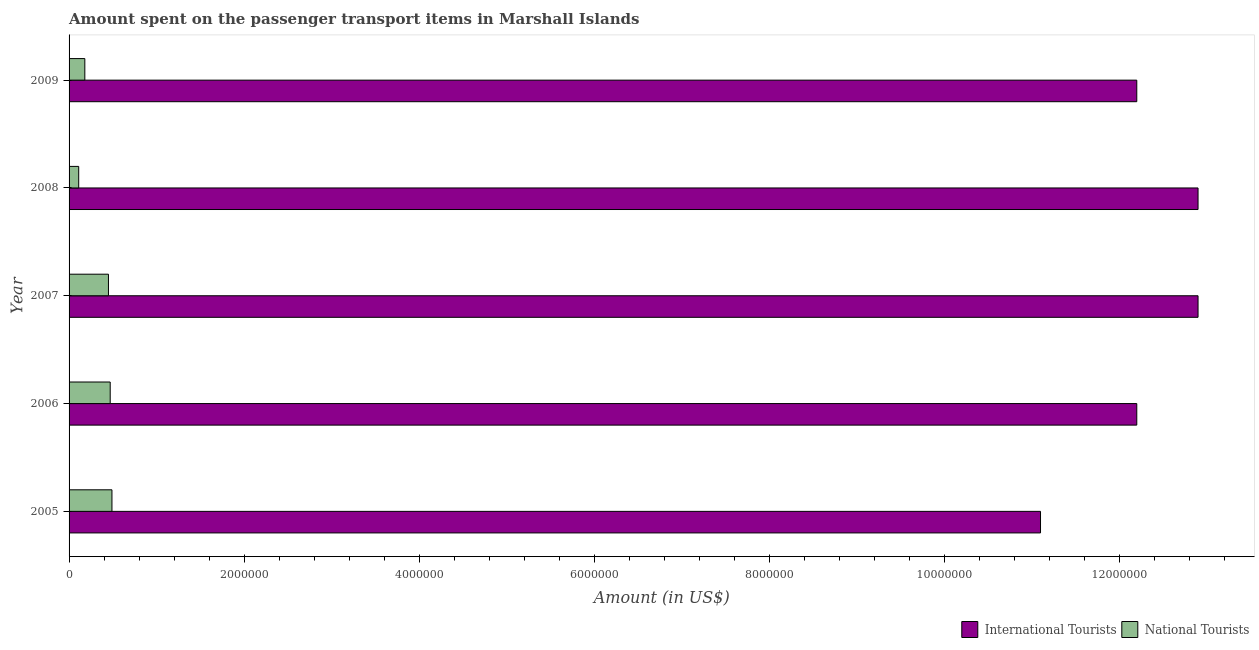 Amount spent on the passenger transport items in Marshall Islands
2009
2008
2007
2006
2005
Year
0
2000000
4000000
6000000
8000000
10000000
12000000
Amount (in US$)
International Tourists
National Tourists